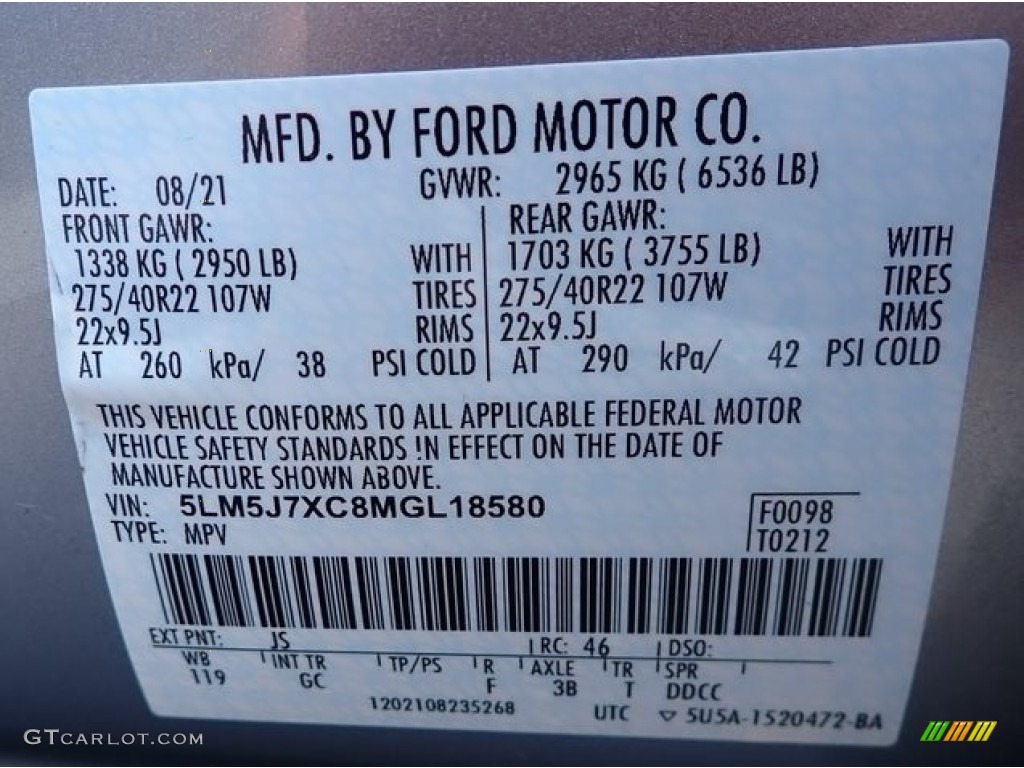 MFD. BY FORD MOTOR CO.
DATE: 08/21 GVWR: 2965 KG ( 6536 LB)
FRONT GAWR: REAR GAWR:
1338 KG ( 2950 LB) WITH 1703 KG ( 3755 LB) WITH
275/40R22 107W TIRES 275/40R22 107W TIRES
22x9.5J RIMS 22x9.5J RIMS
AT 260 kPa/ 38 PSI COLD AT 290 kPa/ 42 PSI COLD
THIS VEHICLE CONFORMS TO ALL APPLICABLE FEDERAL MOTOR
VEHICLE SAFETY STANDARDS IN EFFECT ON THE DATE OF
MANUFACTURE SHOWN ABOVE.
VIN: 5LM5J7XC8MGL18580
F0098
TYPE: MPV
T0212
EXT PNT: JS RC: 46 DSO:
WB INT TR TP/PS R AXLE TR SPR
119 GC F 3B T DDCC
1202108235268
UTC ▽ 5U5A-1520472-BA
GTCARLOT.COM